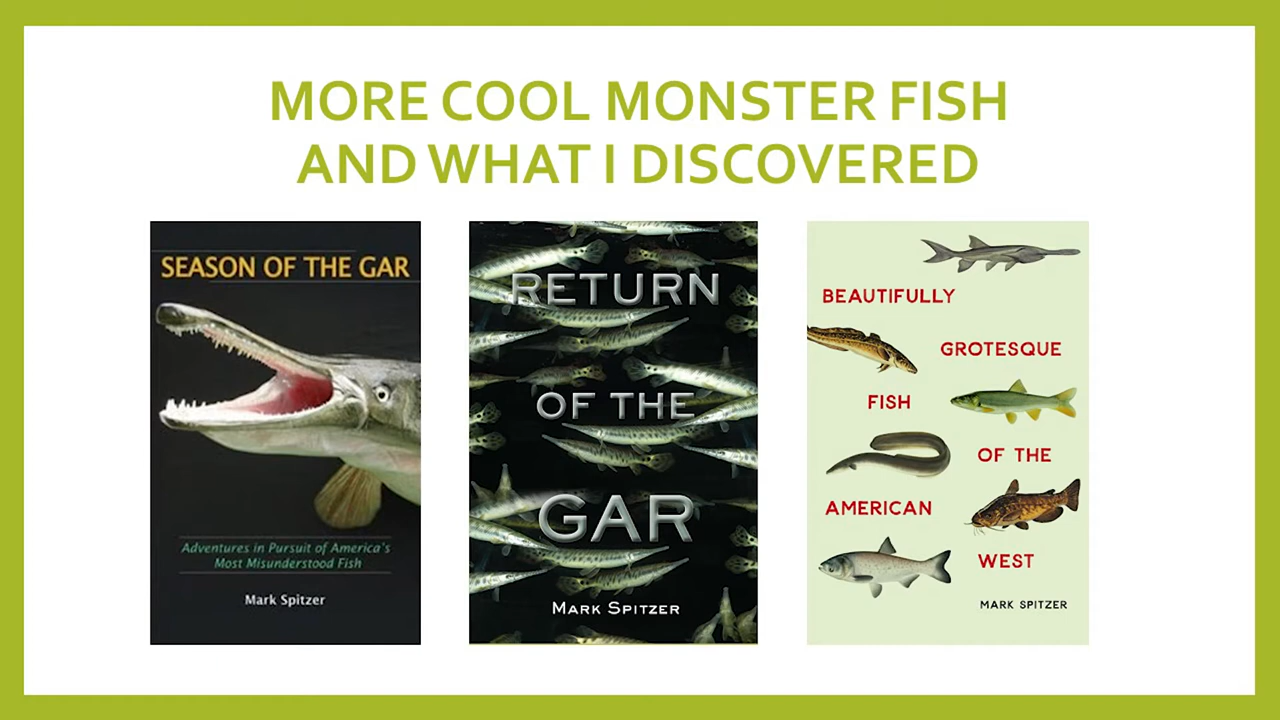 MORE COOL MONSTER FISH
AND WHAT I DISCOVERED
SEASON OF THE GAR
Adventures in Pursuit of America's
Most Misunderstood Fish
Mark Spitzer
RETURN
OF THE
GAR
MARK SPITZER
BEAUTIFULLY
GROTESQUE
FISH
OF THE
AMERICAN
WEST
MARK SPITZER